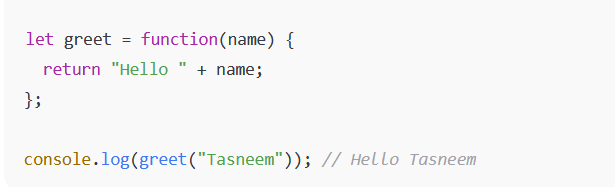 let greet = function(name) {
  return "Hello " + name;
};
console.log(greet("Tasneem")); // Hello Tasneem